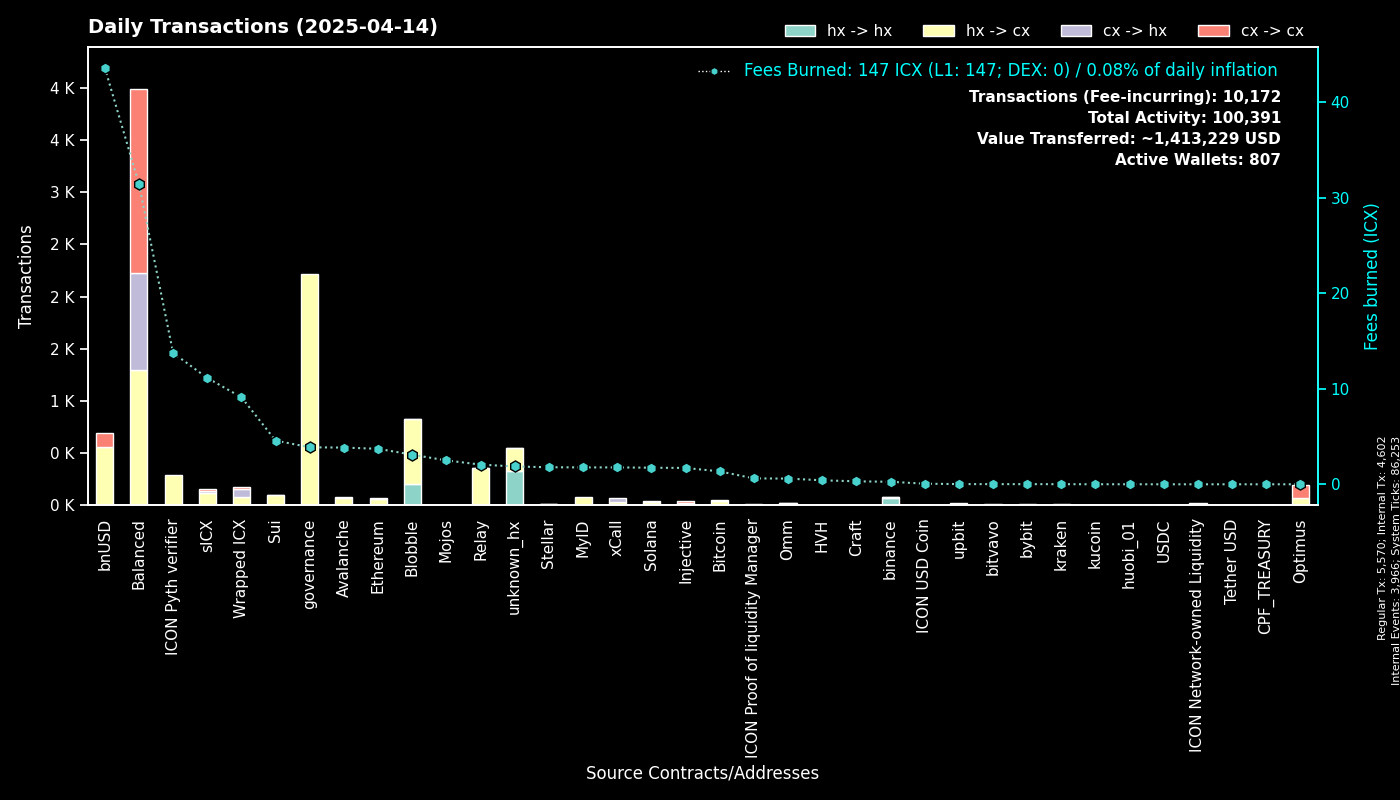 Daily Transactions (2025-04-14)
hx -> hx
hx -> cx
cx -> hx
cx -> cx
Fees Burned: 147 ICX (L1: 147; DEX: 0) / 0.08% of daily inflation
Transactions (Fee-incurring): 10,172
Total Activity: 100,391
Value Transferred: ~1,413,229 USD
Active Wallets: 807
Transactions
4 K
4 K
3 K
2 K
2 K
2 K
1 K
0 K
0 K
40
30
20
10
0
Fees burned (ICX)
bnUSD
Balanced
ICON Pyth verifier
sICX
Wrapped ICX
Sui
governance
Avalanche
Ethereum
Blobble
Mojos
Relay
unknown_hx
Stellar
MyID
xCall
Solana
Injective
Bitcoin
ICON Proof of liquidity Manager
Omm
HVH
Craft
binance
ICON USD Coin
upbit
bitvavo
bybit
kraken
kucoin
huobi_01
USDC
ICON Network-owned Liquidity
Tether USD
CPF_TREASURY
Optimus
Source Contracts/Addresses
Regular Tx: 5,570; Internal Tx: 4,602
Internal Events: 3,966; System Ticks: 86,253